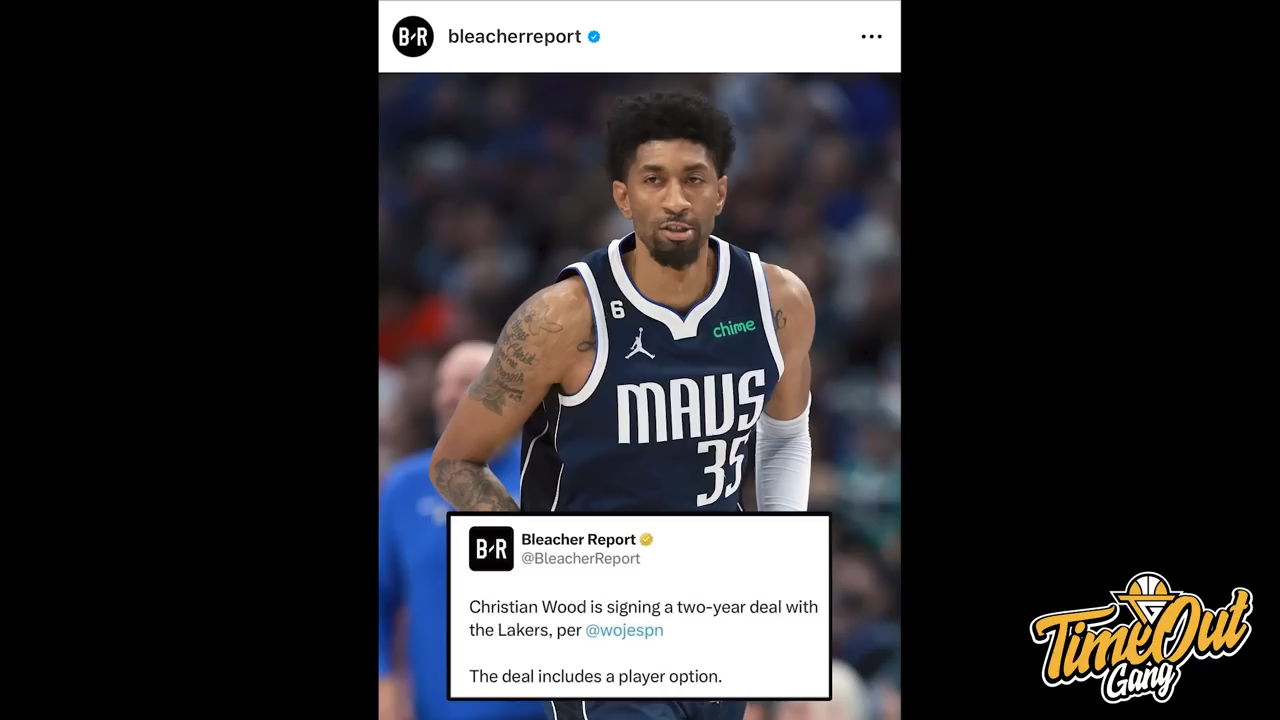 B/R
bleacherreport
6
chime
MAVS
35
B/R
Bleacher Report
@BleacherReport
Christian Wood is signing a two-year deal with
the Lakers, per @wojespn
The deal includes a player option.
TimeOut
Gang